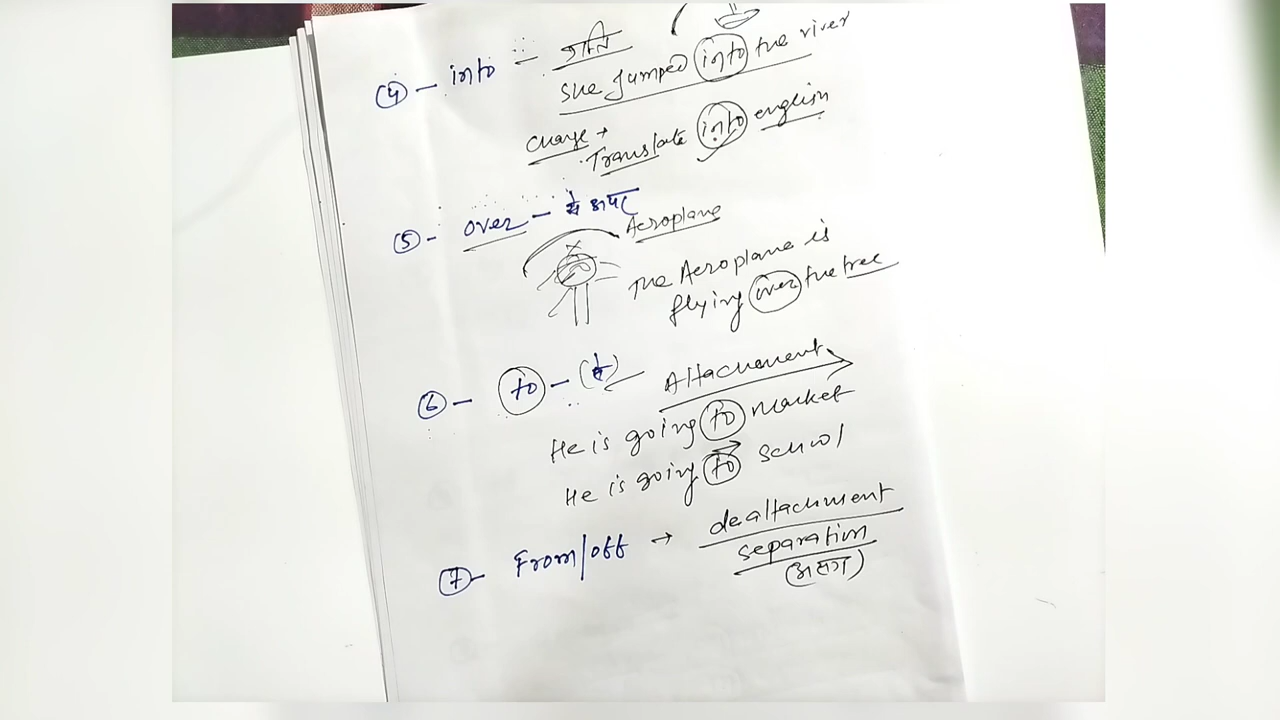 ④ - into - गति
She Jumped into the river
Change →
Translate into english
⑤ - over - के ऊपर
Aeroplane
The Aeroplane is
flying over the tree
⑥ - to -
Attachement
He is going to market
He is going to School
⑦ - From/off → deattachment
separation
(अलग)